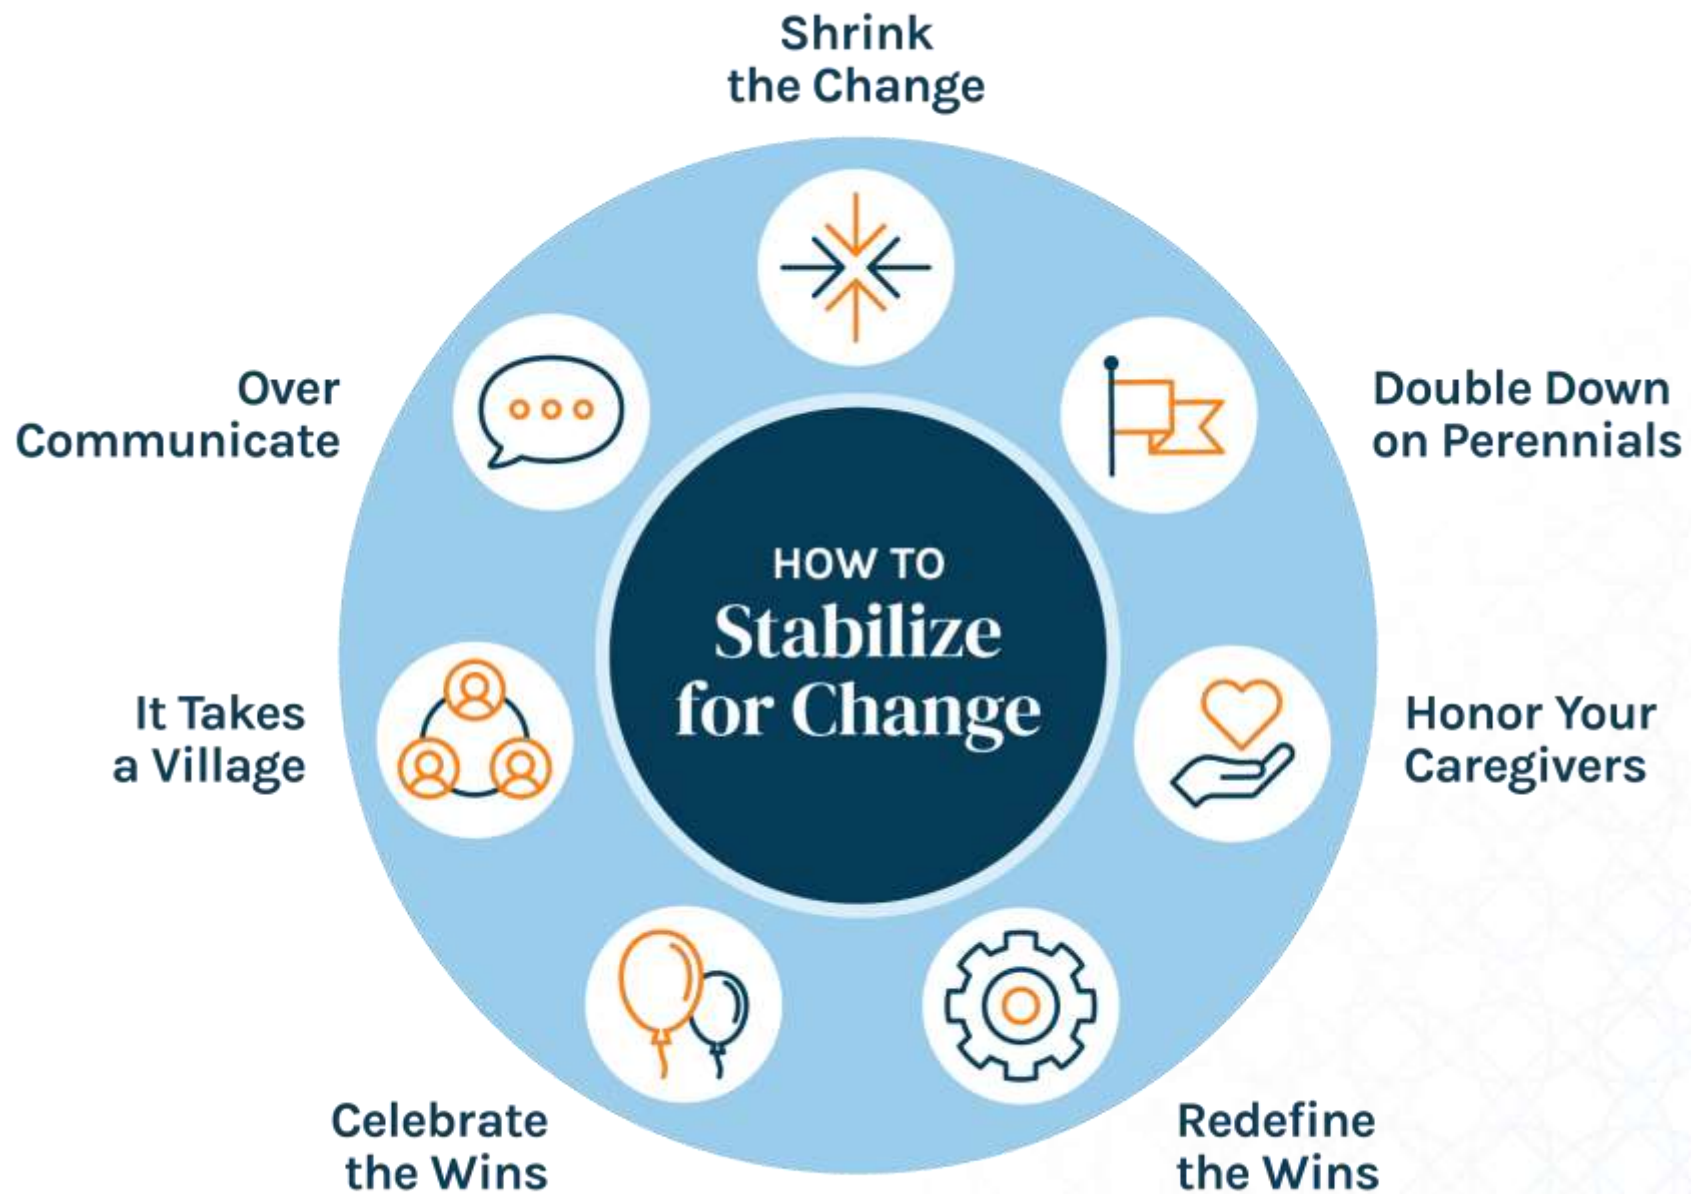 Shrink
the Change
Double Down
on Perennials
Honor Your
Caregivers
Redefine
the Wins
Celebrate
the Wins
It Takes
a Village
Over
Communicate
HOW TO
Stabilize
for Change